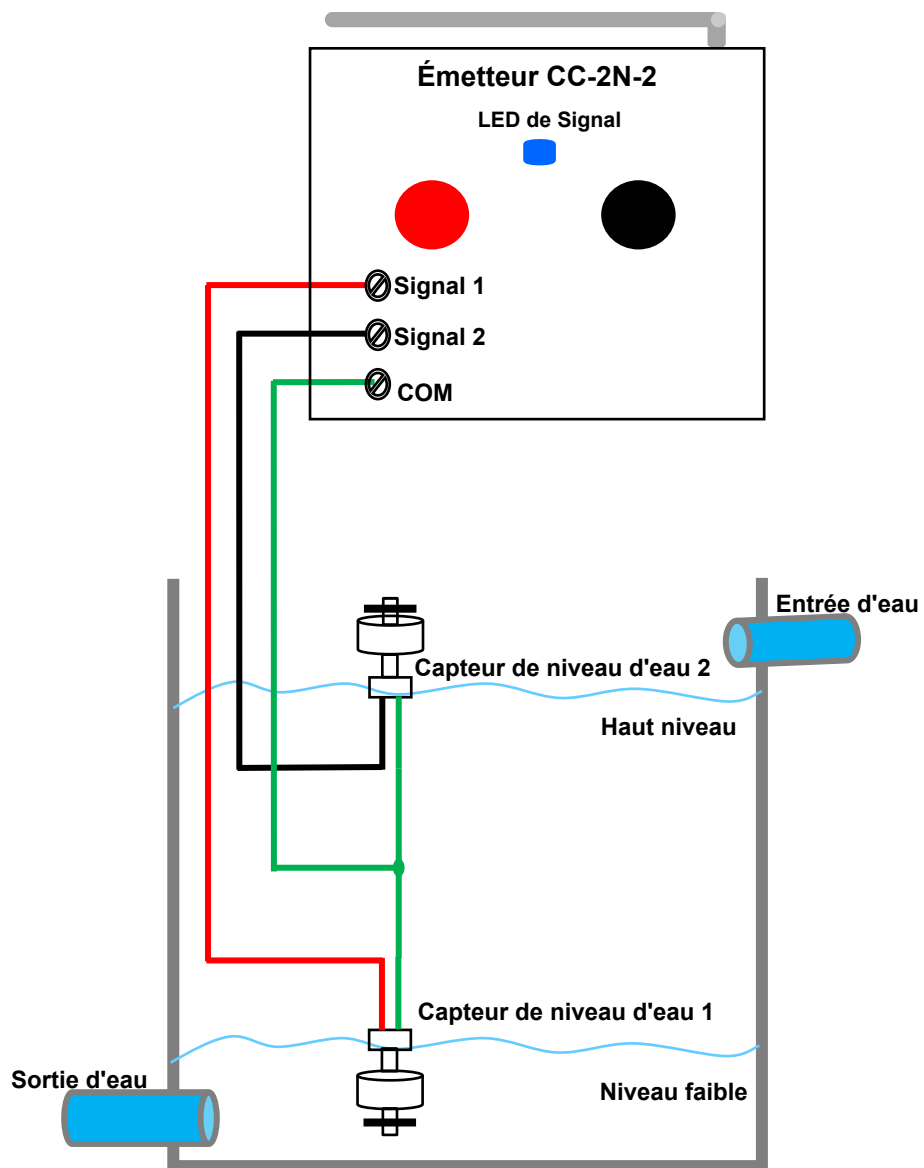 Émetteur CC-2N-2
LED de Signal
Signal 1
Signal 2
COM
Entrée d'eau
Capteur de niveau d'eau 2
Haut niveau
Capteur de niveau d'eau 1
Sortie d'eau
Niveau faible